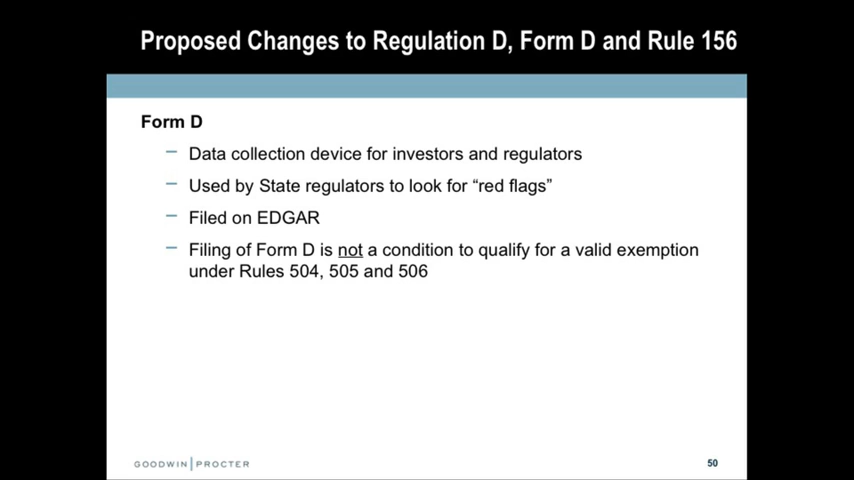 Proposed Changes to Regulation D, Form D and Rule 156
Form D
– Data collection device for investors and regulators
– Used by State regulators to look for “red flags”
– Filed on EDGAR
– Filing of Form D is not a condition to qualify for a valid exemption
under Rules 504, 505 and 506
GOODWIN|PROCTER
50